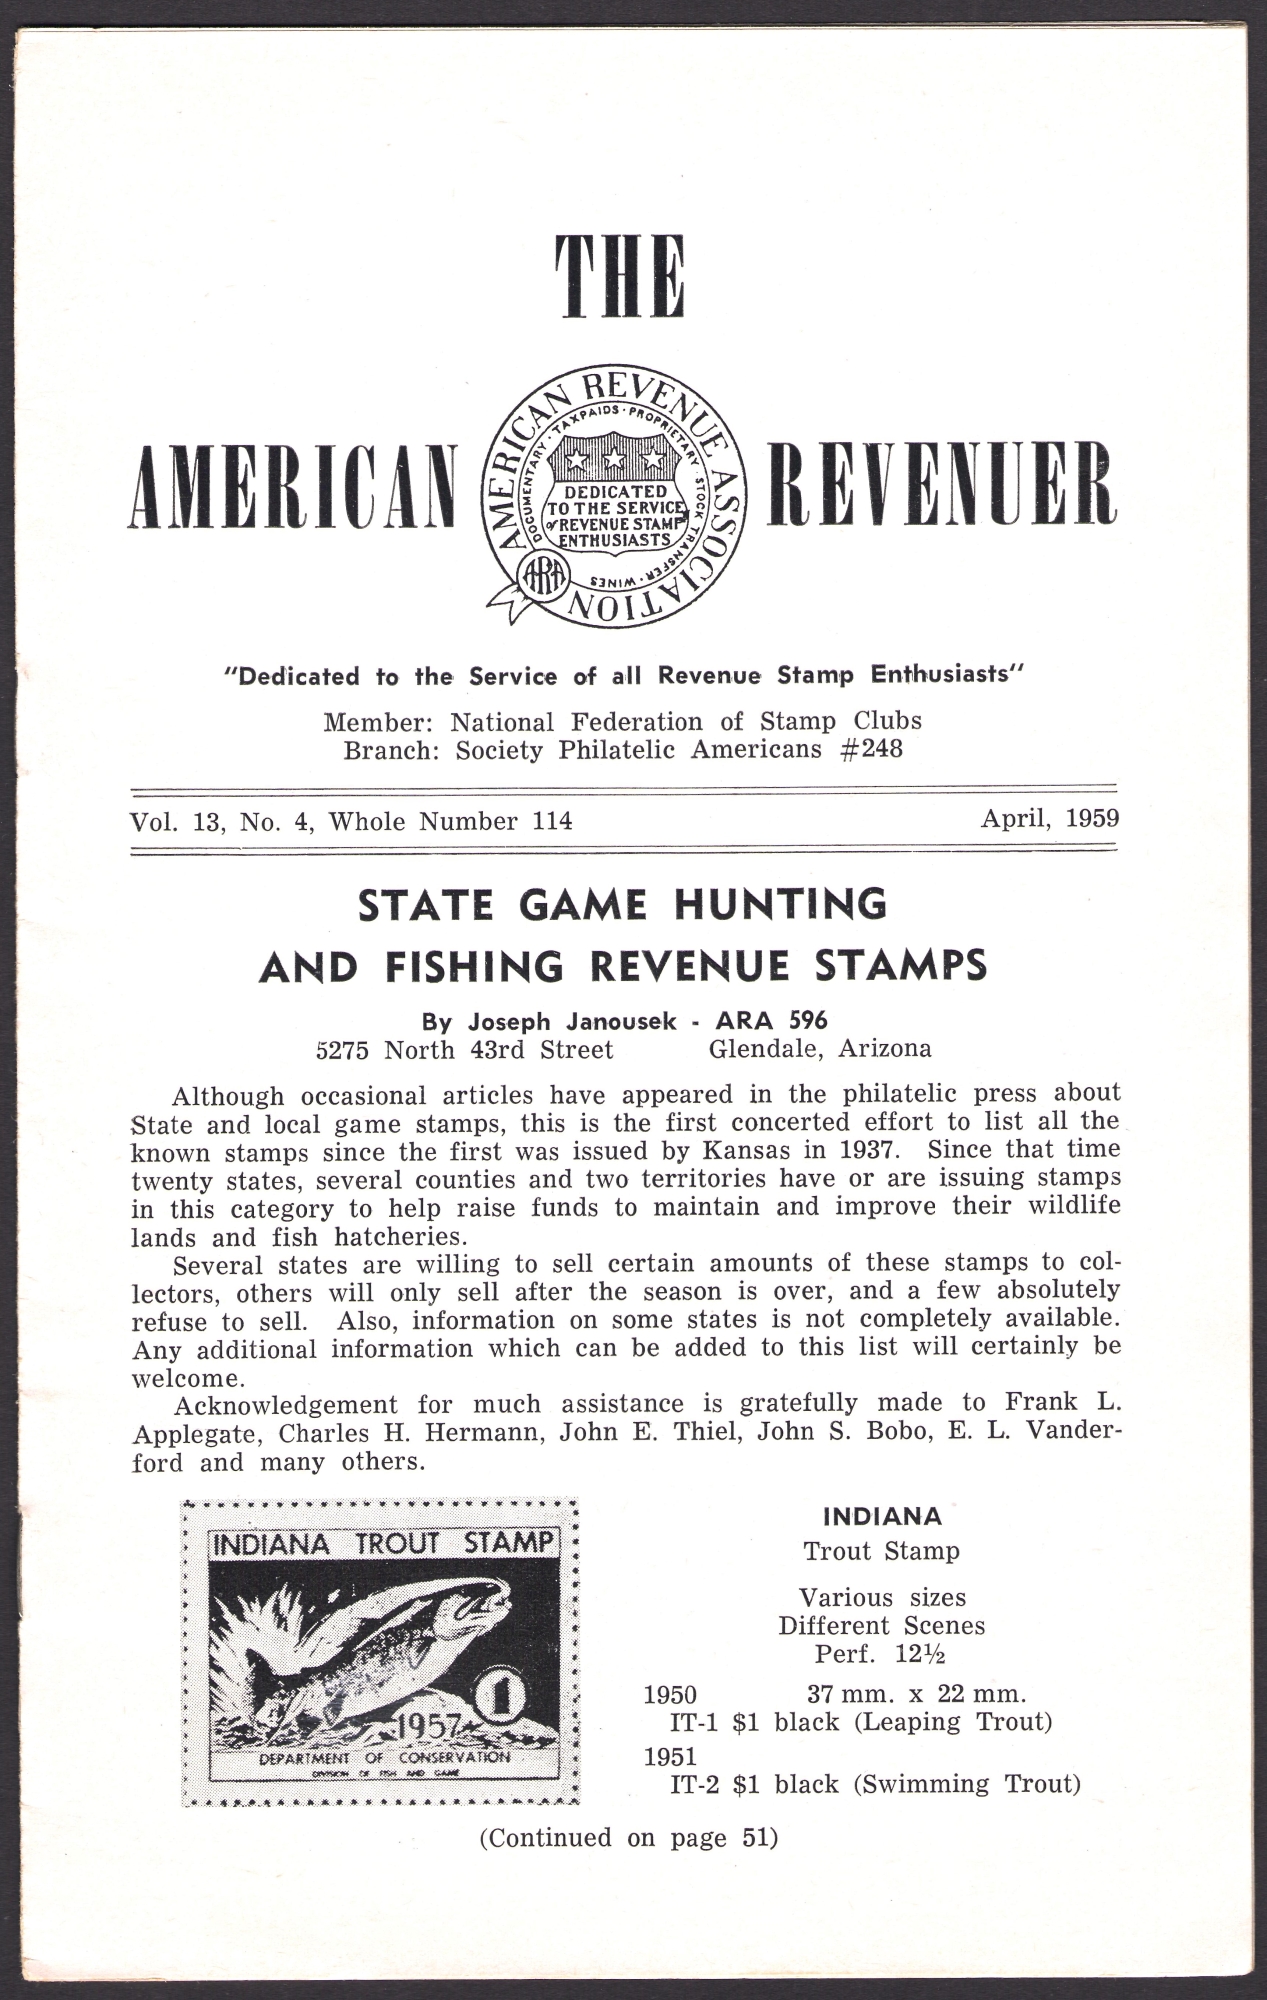 THE
AMERICAN REVENUER
AMERICAN REVENUE ASSOCIATION
DOCUMENTARY · TAXPAIDS · PROPRIETARY · STOCK TRANSFER · WINES
DEDICATED
TO THE SERVICE
of REVENUE STAMP
ENTHUSIASTS
ARA
"Dedicated to the Service of all Revenue Stamp Enthusiasts"
Member: National Federation of Stamp Clubs
Branch: Society Philatelic Americans #248
Vol. 13, No. 4, Whole Number 114 April, 1959
STATE GAME HUNTING
AND FISHING REVENUE STAMPS
By Joseph Janousek - ARA 596
5275 North 43rd Street Glendale, Arizona
Although occasional articles have appeared in the philatelic press about
State and local game stamps, this is the first concerted effort to list all the
known stamps since the first was issued by Kansas in 1937. Since that time
twenty states, several counties and two territories have or are issuing stamps
in this category to help raise funds to maintain and improve their wildlife
lands and fish hatcheries.
Several states are willing to sell certain amounts of these stamps to col-
lectors, others will only sell after the season is over, and a few absolutely
refuse to sell. Also, information on some states is not completely available.
Any additional information which can be added to this list will certainly be
welcome.
Acknowledgement for much assistance is gratefully made to Frank L.
Applegate, Charles H. Hermann, John E. Thiel, John S. Bobo, E. L. Vander-
ford and many others.
INDIANA TROUT STAMP
1
1957
DEPARTMENT OF CONSERVATION
DIVISION OF FISH AND GAME
INDIANA
Trout Stamp
Various sizes
Different Scenes
Perf. 12½
1950 37 mm. x 22 mm.
IT-1 $1 black (Leaping Trout)
1951
IT-2 $1 black (Swimming Trout)
(Continued on page 51)